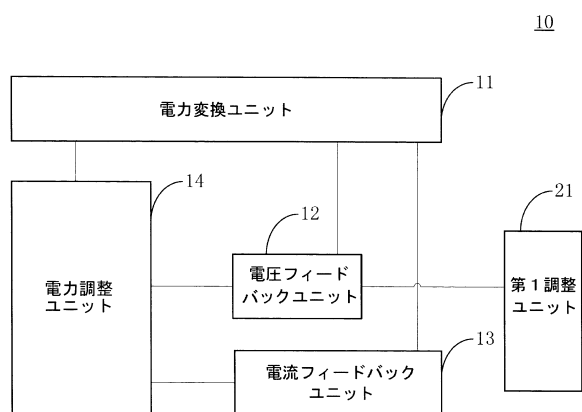 10
11
電力変換ユニット
14
12
21
電力調整
ユニット
電圧フィード
バックユニット
第1調整
ユニット
13
電流フィードバック
ユニット